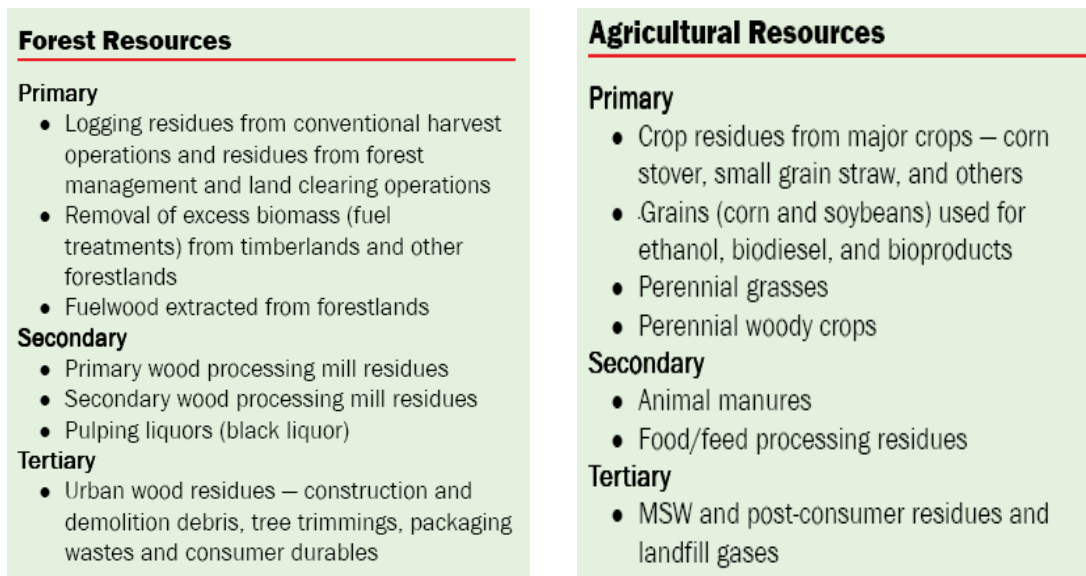 Forest Resources
Primary
• Logging residues from conventional harvest
operations and residues from forest
management and land clearing operations
• Removal of excess biomass (fuel
treatments) from timberlands and other
forestlands
• Fuelwood extracted from forestlands
Secondary
• Primary wood processing mill residues
• Secondary wood processing mill residues
• Pulping liquors (black liquor)
Tertiary
• Urban wood residues — construction and
demolition debris, tree trimmings, packaging
wastes and consumer durables
Agricultural Resources
Primary
• Crop residues from major crops — corn
stover, small grain straw, and others
• Grains (corn and soybeans) used for
ethanol, biodiesel, and bioproducts
• Perennial grasses
• Perennial woody crops
Secondary
• Animal manures
• Food/feed processing residues
Tertiary
• MSW and post-consumer residues and
landfill gases